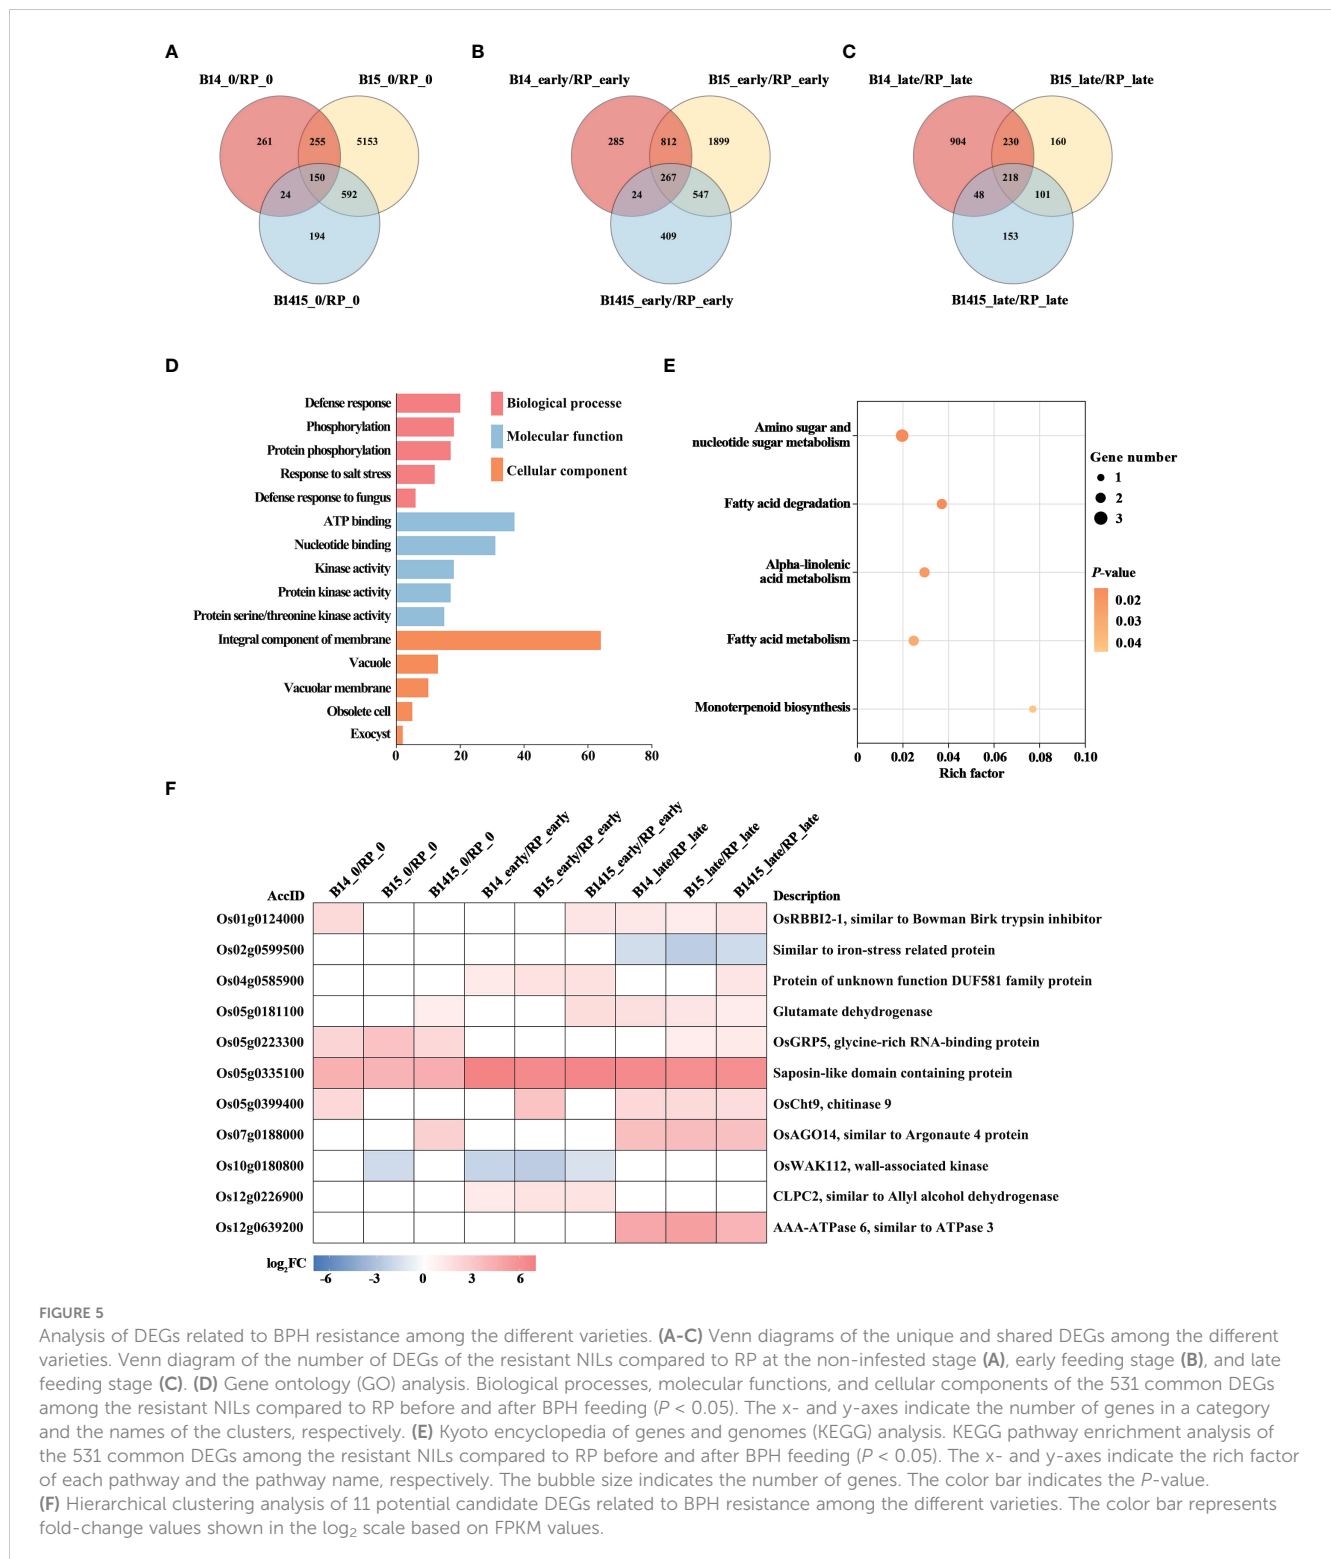 A
B
C
B14_0/RP_0
B15_0/RP_0
B14_early/RP_early
B15_early/RP_early
B14_late/RP_late
B15_late/RP_late
261
255
5153
150
24
592
194
B1415_0/RP_0
285
812
1899
267
24
547
409
B1415_early/RP_early
904
230
160
218
48
101
153
B1415_late/RP_late
D
Defense response
Phosphorylation
Protein phosphorylation
Response to salt stress
Defense response to fungus
ATP binding
Nucleotide binding
Kinase activity
Protein kinase activity
Protein serine/threonine kinase activity
Integral component of membrane
Vacuole
Vacuolar membrane
Obsolete cell
Exocyst
0 20 40 60 80
Biological processe
Molecular function
Cellular component
E
Amino sugar and
nucleotide sugar metabolism
Fatty acid degradation
Alpha-linolenic
acid metabolism
Fatty acid metabolism
Monoterpenoid biosynthesis
0 0.02 0.04 0.06 0.08 0.10
Rich factor
Gene number
1
2
3
P-value
0.02
0.03
0.04
F
B14_0/RP_0
B15_0/RP_0
B1415_0/RP_0
B14_early/RP_early
B15_early/RP_early
B1415_early/RP_early
B14_late/RP_late
B15_late/RP_late
B1415_late/RP_late
AccID Description
Os01g0124000 OsRBBI2-1, similar to Bowman Birk trypsin inhibitor
Os02g0599500 Similar to iron-stress related protein
Os04g0585900 Protein of unknown function DUF581 family protein
Os05g0181100 Glutamate dehydrogenase
Os05g0223300 OsGRP5, glycine-rich RNA-binding protein
Os05g0335100 Saposin-like domain containing protein
Os05g0399400 OsCht9, chitinase 9
Os07g0188000 OsAGO14, similar to Argonaute 4 protein
Os10g0180800 OsWAK112, wall-associated kinase
Os12g0226900 CLPC2, similar to Allyl alcohol dehydrogenase
Os12g0639200 AAA-ATPase 6, similar to ATPase 3
log₂FC
-6 -3 0 3 6
FIGURE 5
Analysis of DEGs related to BPH resistance among the different varieties. (A-C) Venn diagrams of the unique and shared DEGs among the different
varieties. Venn diagram of the number of DEGs of the resistant NILs compared to RP at the non-infested stage (A), early feeding stage (B), and late
feeding stage (C). (D) Gene ontology (GO) analysis. Biological processes, molecular functions, and cellular components of the 531 common DEGs
among the resistant NILs compared to RP before and after BPH feeding (P < 0.05). The x- and y-axes indicate the number of genes in a category
and the names of the clusters, respectively. (E) Kyoto encyclopedia of genes and genomes (KEGG) analysis. KEGG pathway enrichment analysis of
the 531 common DEGs among the resistant NILs compared to RP before and after BPH feeding (P < 0.05). The x- and y-axes indicate the rich factor
of each pathway and the pathway name, respectively. The bubble size indicates the number of genes. The color bar indicates the P-value.
(F) Hierarchical clustering analysis of 11 potential candidate DEGs related to BPH resistance among the different varieties. The color bar represents
fold-change values shown in the log₂ scale based on FPKM values.